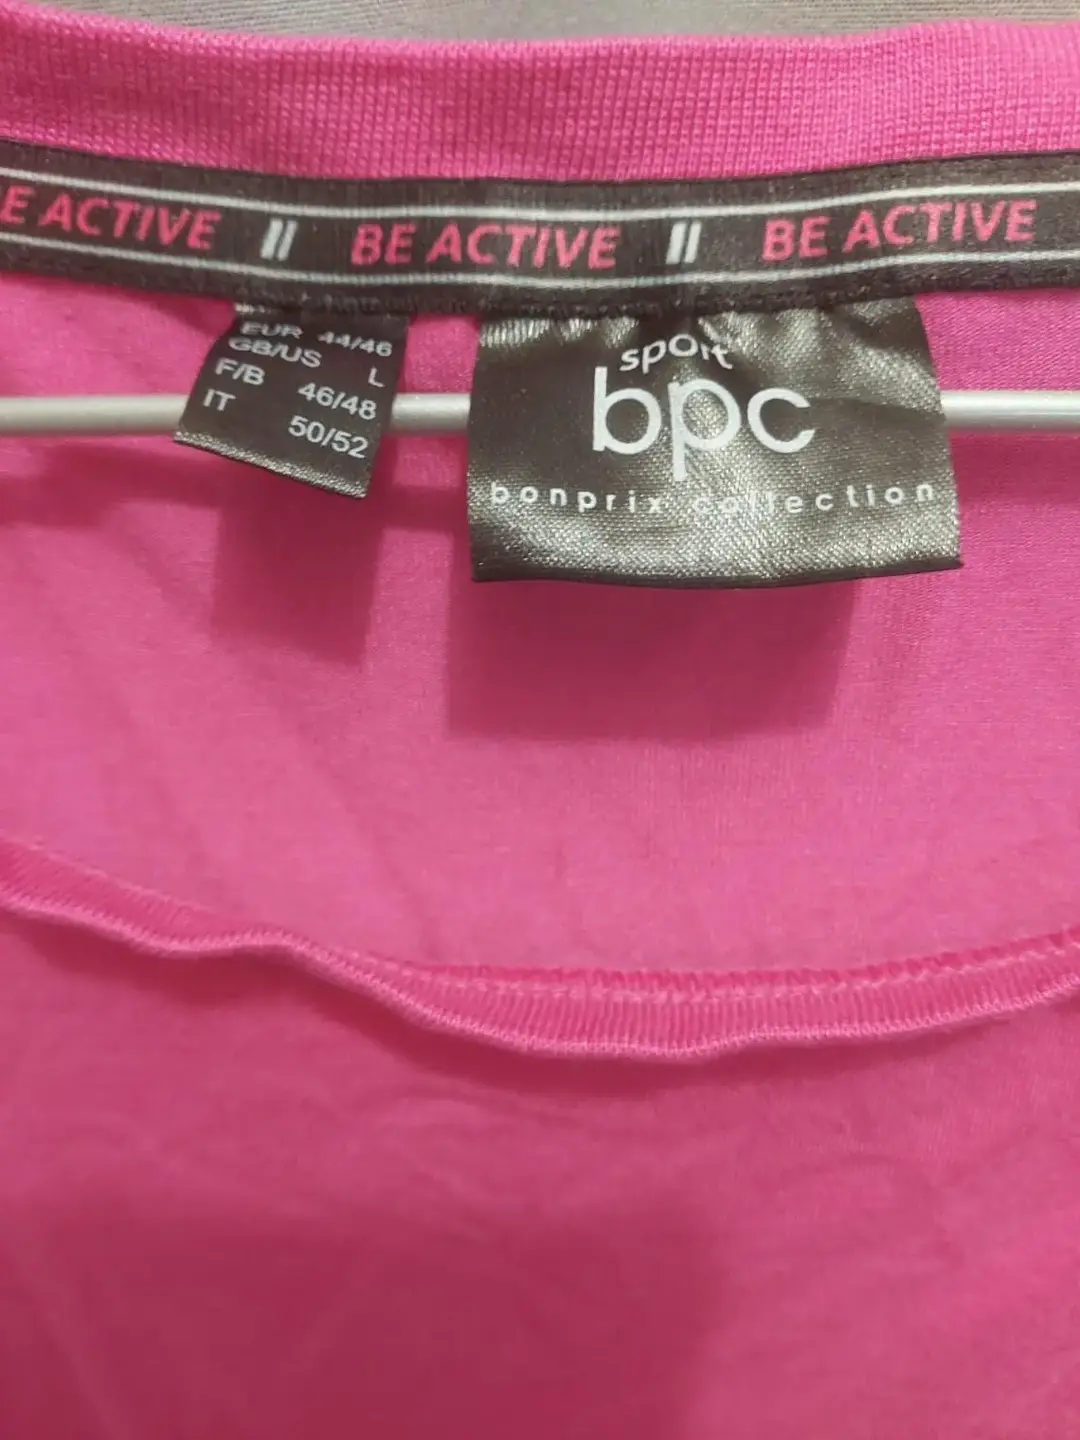 E ACTIVE || BE ACTIVE || BE ACTIVE
EUR 44/46
GB/US L
F/B 46/48
IT 50/52
sport
bpc
bonprix collection